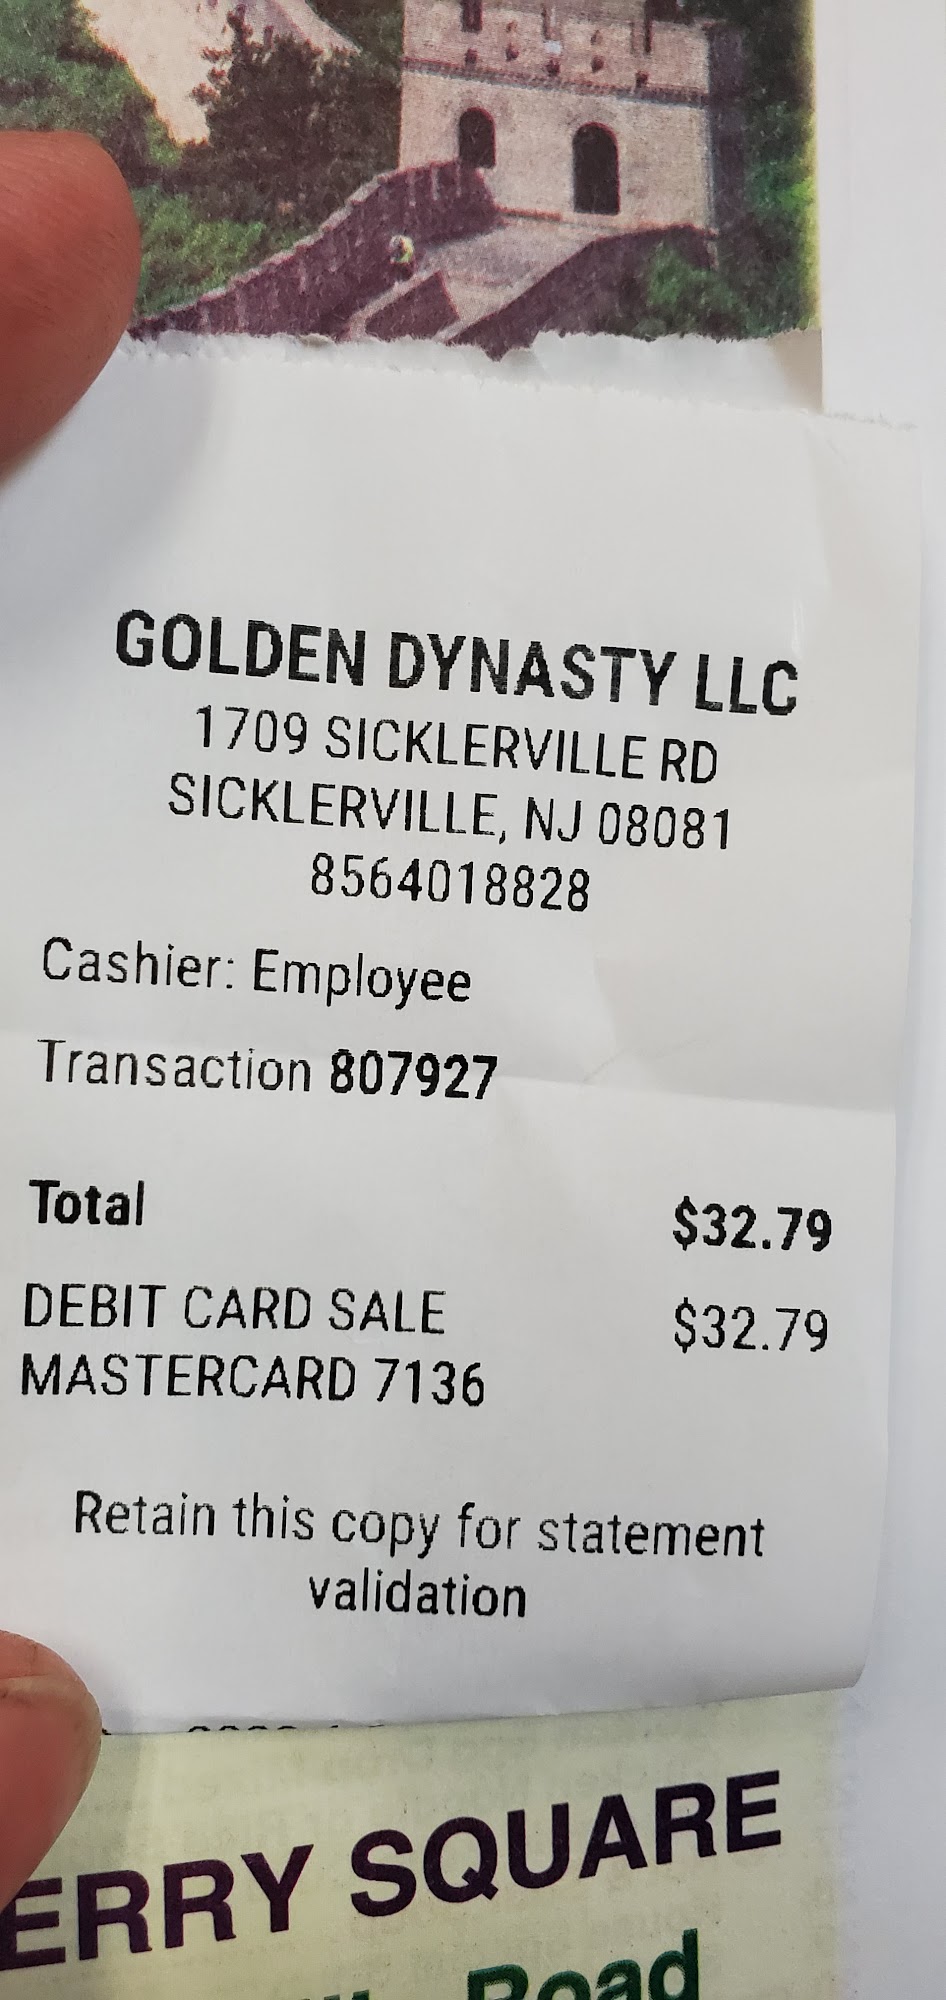 GOLDEN DYNASTY LLC
1709 SICKLERVILLE RD
SICKLERVILLE, NJ 08081
8564018828
Cashier: Employee
Transaction 807927
Total $32.79
DEBIT CARD SALE $32.79
MASTERCARD 7136
Retain this copy for statement
validation
ERRY SQUARE
Road